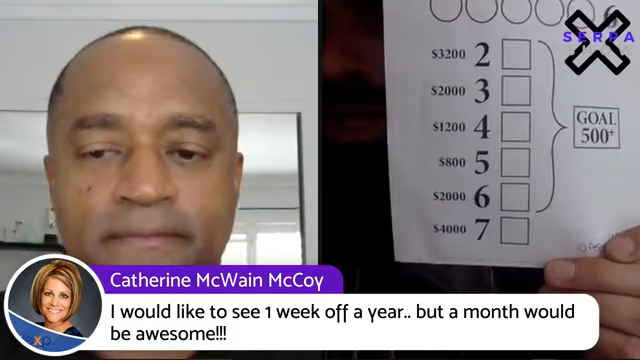 6
SERPA
$3200 2
$2000 3
$1200 4
$800 5
$2000 6
$4000 7
GOAL
500+
Catherine McWain McCoy
I would like to see 1 week off a year.. but a month would
be awesome!!!